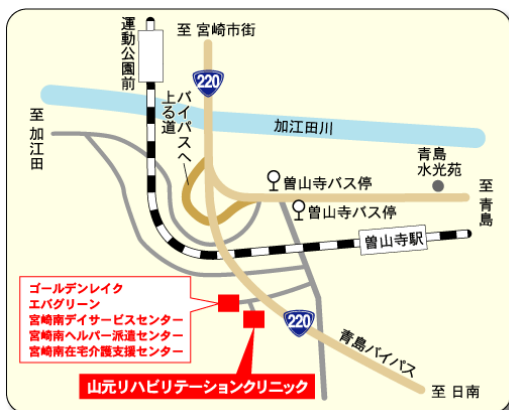 運動公園前
至 宮崎市街
220
バイパスへ
上る道
至 加江田
加江田川
青島
水光苑
曽山寺バス停
曽山寺バス停
至 青島
曽山寺駅
ゴールデンレイク
エバグリーン
宮崎南デイサービスセンター
宮崎南ヘルパー派遣センター
宮崎南在宅介護支援センター
220
青島バイパス
山元リハビリテーションクリニック
至 日南